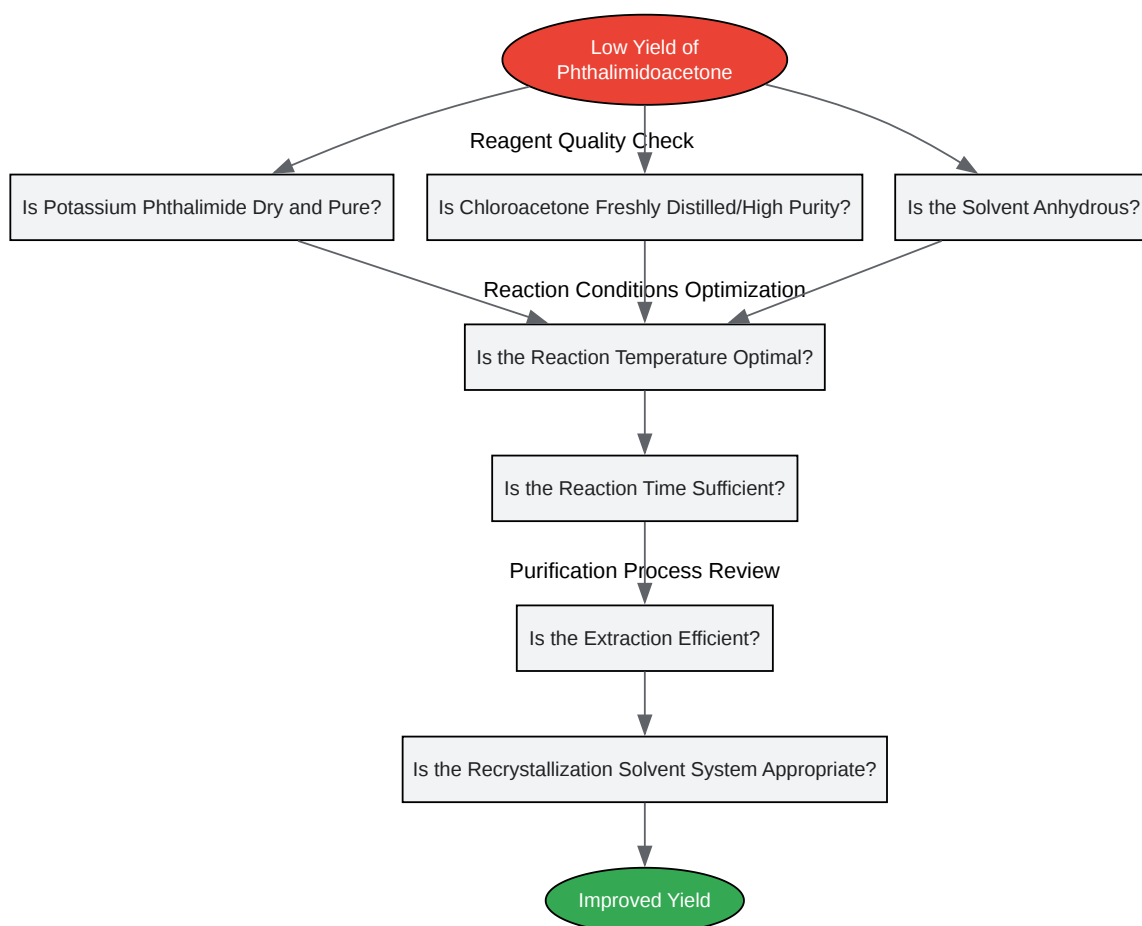 Low Yield of
Phthalimidoacetone
Reagent Quality Check
Is Potassium Phthalimide Dry and Pure?
Is Chloroacetone Freshly Distilled/High Purity?
Is the Solvent Anhydrous?
Reaction Conditions Optimization
Is the Reaction Temperature Optimal?
Is the Reaction Time Sufficient?
Purification Process Review
Is the Extraction Efficient?
Is the Recrystallization Solvent System Appropriate?
Improved Yield